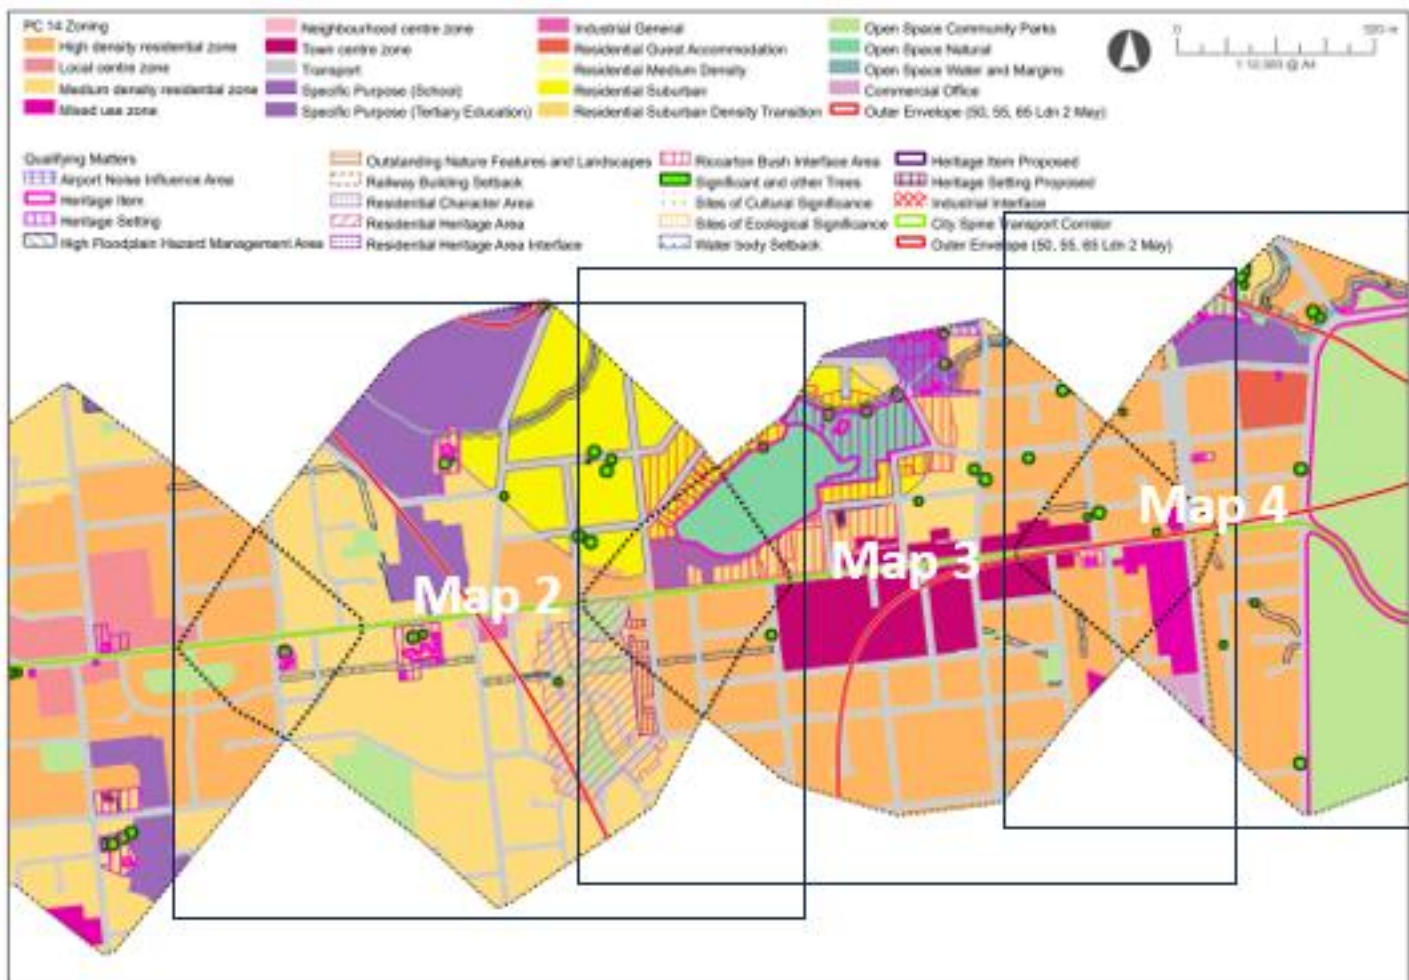 PC 14 Zoning
High density residential zone
Local centre zone
Medium density residential zone
Mixed use zone
Neighbourhood centre zone
Town centre zone
Transport
Specific Purpose (School)
Specific Purpose (Tertiary Education)
Industrial General
Residential Guest Accommodation
Residential Medium Density
Residential Suburban
Residential Suburban Density Transition
Open Space Community Parks
Open Space Natural
Open Space Water and Margins
Commercial Office
Outer Envelope (50, 55, 65 Ldn 2 May)
0 500 m
1:10,000 @ A4
Qualifying Matters
Airport Noise Influence Area
Heritage Item
Heritage Setting
High Floodplain Hazard Management Area
Outstanding Nature Features and Landscapes
Railway Building Setback
Residential Character Area
Residential Heritage Area
Residential Heritage Area Interface
Riccarton Bush Interface Area
Significant and other Trees
Sites of Cultural Significance
Sites of Ecological Significance
Water body Setback
Heritage Item Proposed
Heritage Setting Proposed
Industrial Interface
City Spine Transport Corridor
Outer Envelope (50, 55, 65 Ldn 2 May)
Map 2
Map 3
Map 4